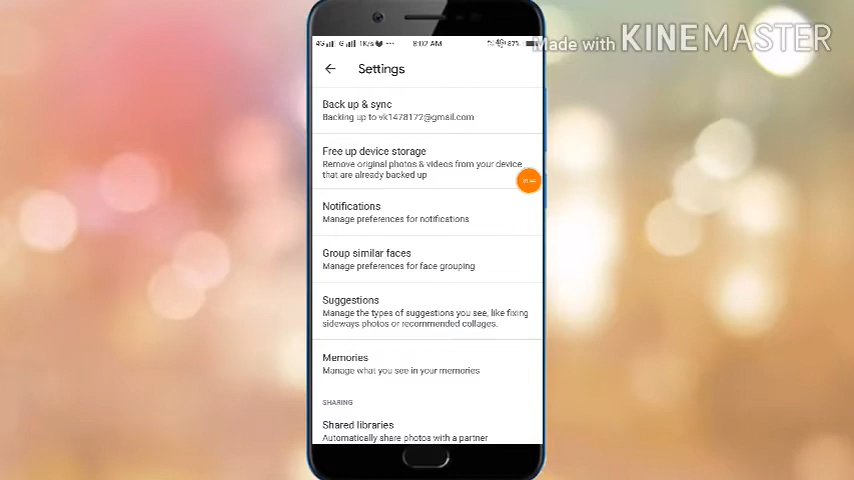 8:02 AM
Made with KINEMASTER
Settings
Back up & sync
Backing up to vk1478172@gmail.com
Free up device storage
Remove original photos & videos from your device
that are already backed up
Notifications
Manage preferences for notifications
Group similar faces
Manage preferences for face grouping
Suggestions
Manage the types of suggestions you see, like fixing
sideways photos or recommended collages.
Memories
Manage what you see in your memories
SHARING
Shared libraries
Automatically share photos with a partner